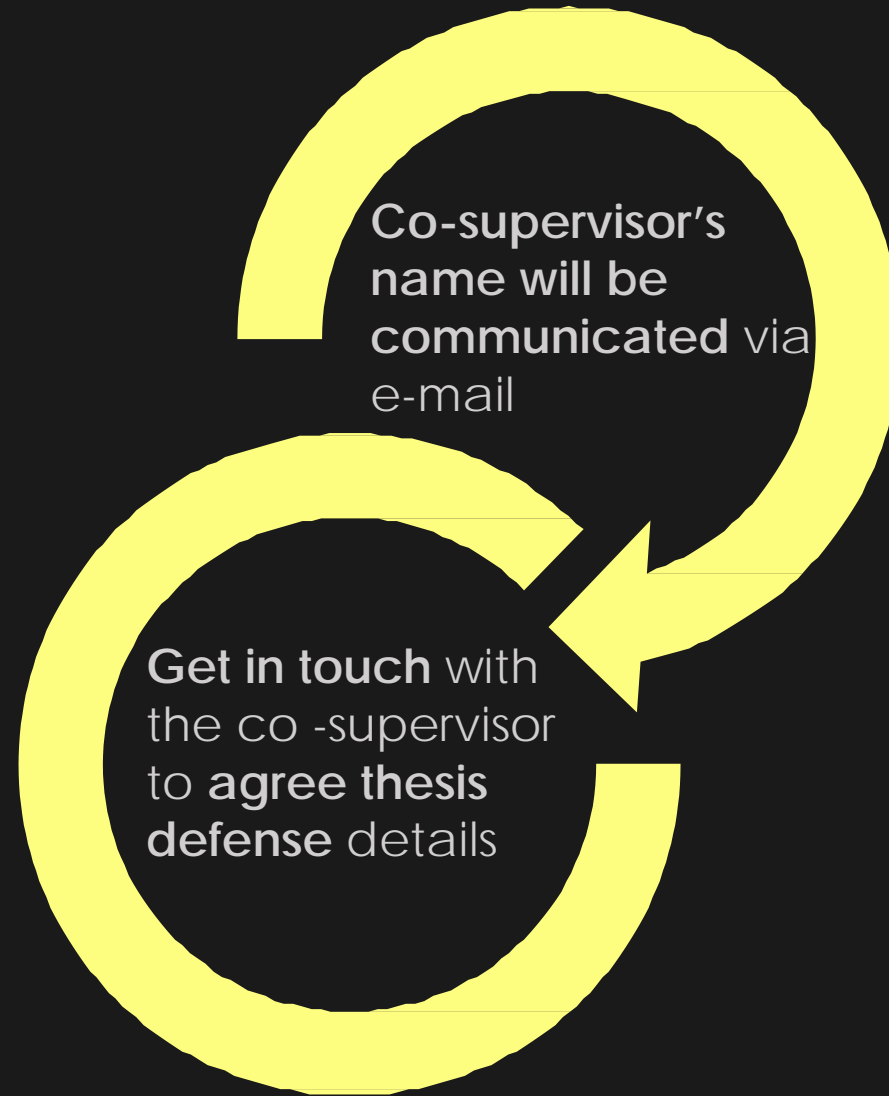 Co-supervisor’s
name will be
communicated via
e-mail
Get in touch with
the co -supervisor
to agree thesis
defense details